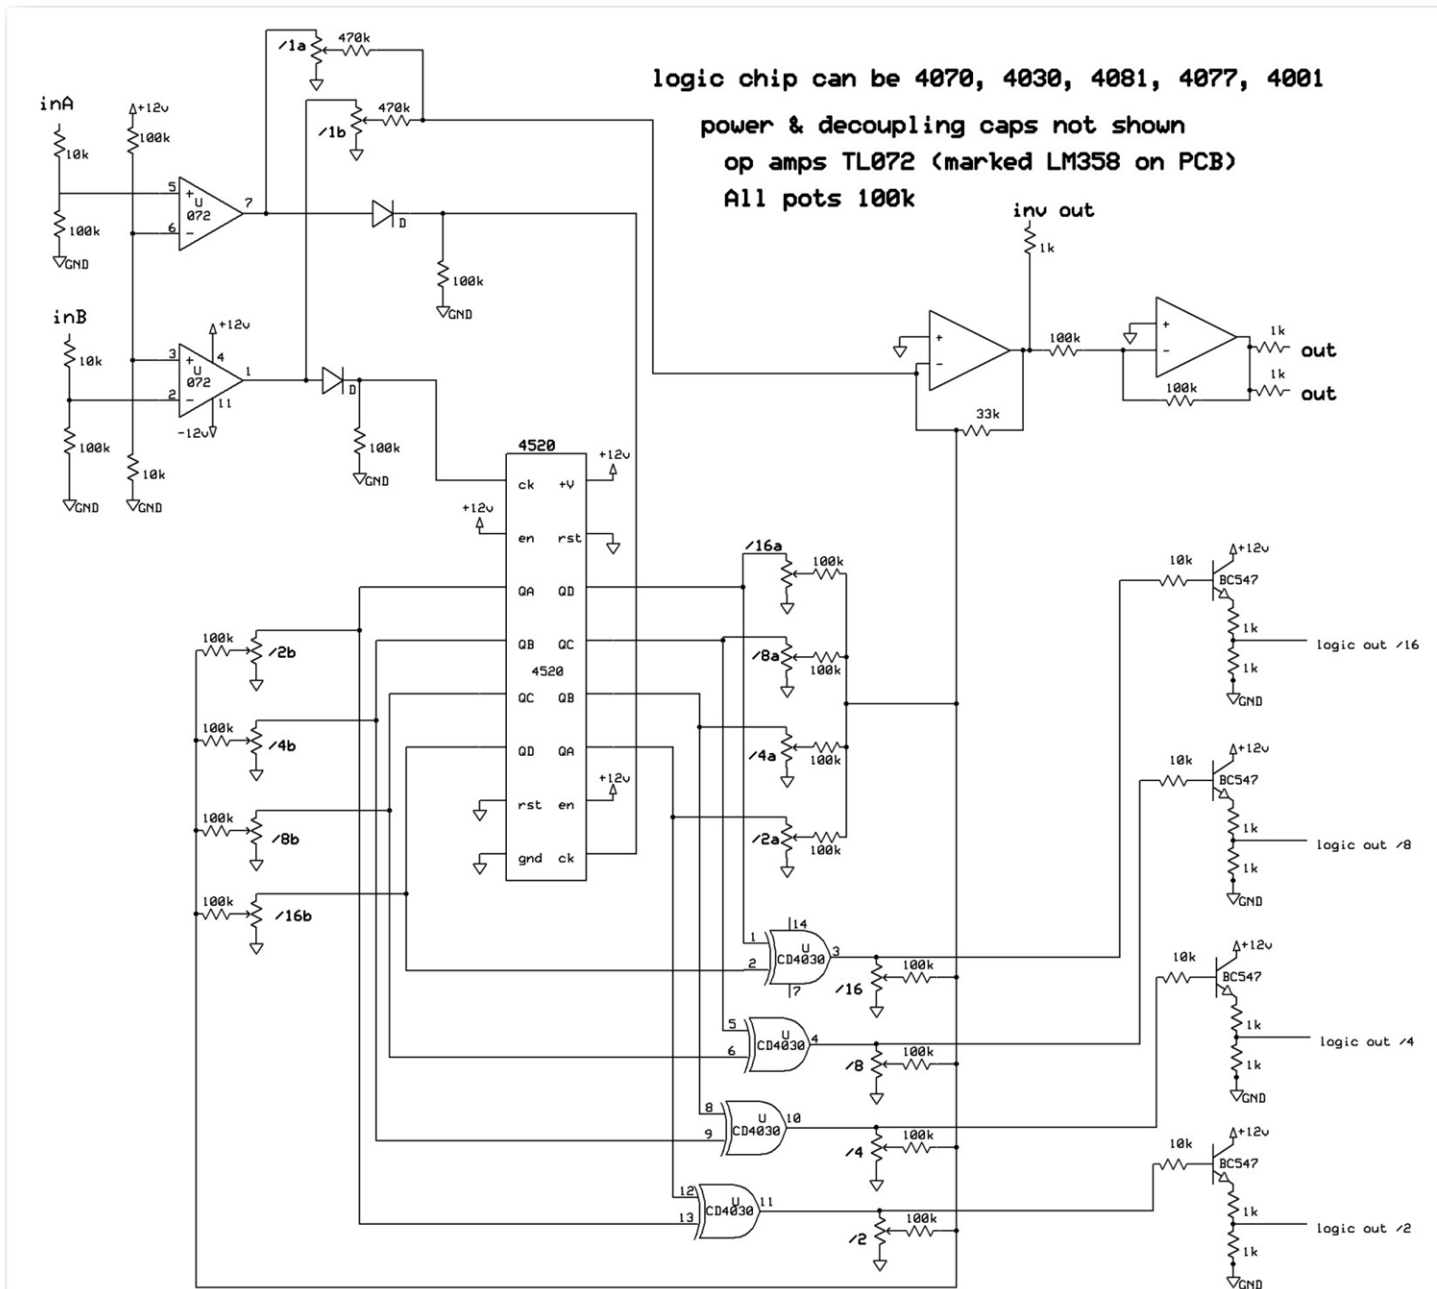 /1a
470k
logic chip can be 4070, 4030, 4081, 4077, 4001
inA
+12v
470k
/1b
100k
power & decoupling caps not shown
10k
op amps TL072 (marked LM358 on PCB)
All pots 100k
5
+
U
072
7
6
-
100k
GND
D
inv out
1k
100k
GND
inB
+12v
10k
3
+
4
U
072
1
2
-
11
-12v
D
+
-
100k
+
-
1k
out
100k
1k
out
33k
100k
100k
GND
10k
GND
GND
4520
+12v
ck
+V
+12v
en
rst
/16a
100k
10k
+12v
BC547
QA
QD
1k
100k
/2b
QB
QC
/8a
100k
logic out /16
1k
4520
QC
QB
GND
100k
/4b
QD
QA
/4a
100k
10k
+12v
BC547
+12v
rst
en
1k
100k
/8b
/2a
100k
logic out /8
1k
gnd
ck
GND
100k
/16b
14
1
U
CD4030
3
2
7
100k
/16
10k
+12v
BC547
1k
5
U
CD4030
4
6
100k
/8
logic out /4
1k
GND
8
U
CD4030
10
9
100k
/4
10k
+12v
BC547
12
U
CD4030
11
13
100k
/2
1k
logic out /2
1k
GND